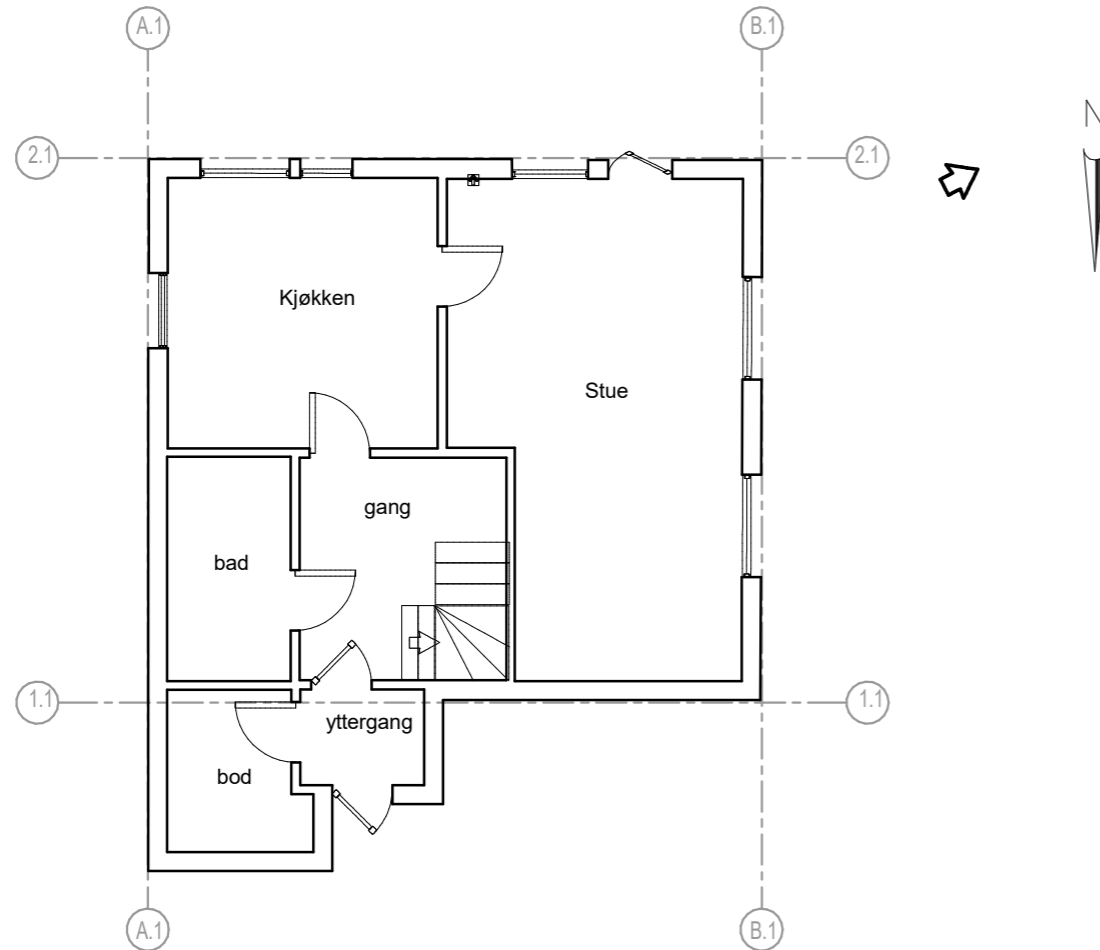 A.1
B.1
N
2.1
2.1
Kjøkken
Stue
gang
bad
1.1
1.1
yttergang
bod
A.1
B.1